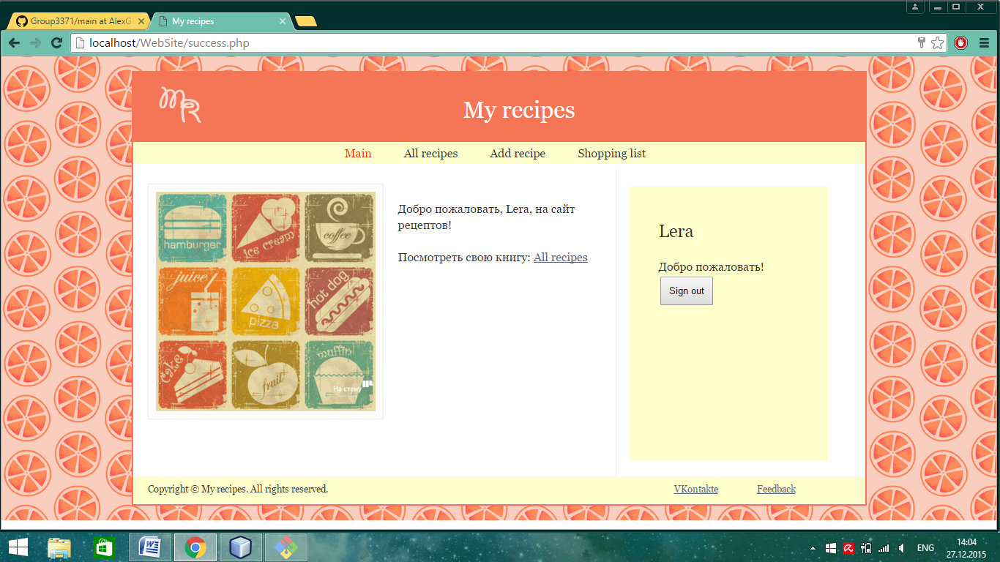 Group3371/main at AlexG
My recipes
localhost/WebSite/success.php
MR
My recipes
Main All recipes Add recipe Shopping list
hamburger
ice cream
coffee
juice
pizza
hot dog
Cake
fruit
muffin
На стену
Добро пожаловать, Lera, на сайт
рецептов!
Посмотреть свою книгу: All recipes
Lera
Добро пожаловать!
Sign out
Copyright © My recipes. All rights reserved.
VKontakte Feedback
ENG
14:04
27.12.2015